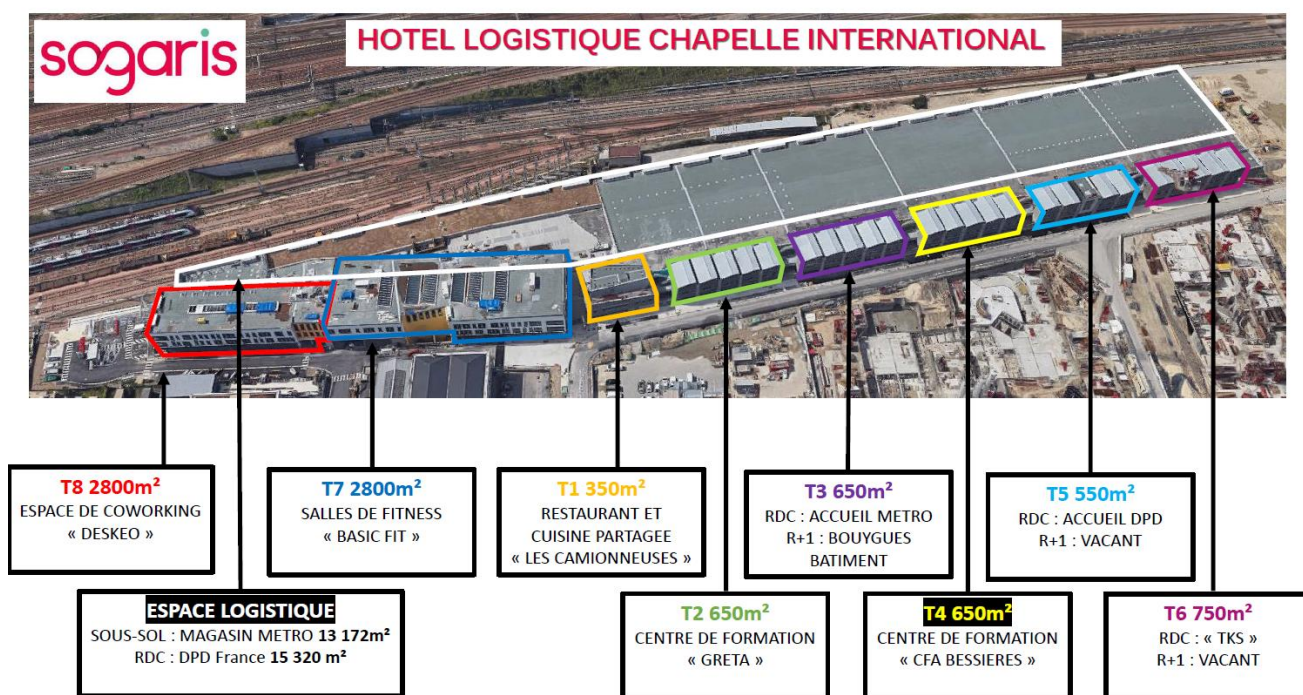 sogaris
HOTEL LOGISTIQUE CHAPELLE INTERNATIONAL
T8 2800m²
ESPACE DE COWORKING
« DESKEO »
T7 2800m²
SALLES DE FITNESS
« BASIC FIT »
T1 350m²
RESTAURANT ET
CUISINE PARTAGEE
« LES CAMIONNEUSES »
T3 650m²
RDC : ACCUEIL METRO
R+1 : BOUYGUES
BATIMENT
T5 550m²
RDC : ACCUEIL DPD
R+1 : VACANT
ESPACE LOGISTIQUE
SOUS-SOL : MAGASIN METRO 13 172m²
RDC : DPD France 15 320 m²
T2 650m²
CENTRE DE FORMATION
« GRETA »
T4 650m²
CENTRE DE FORMATION
« CFA BESSIERES »
T6 750m²
RDC : « TKS »
R+1 : VACANT